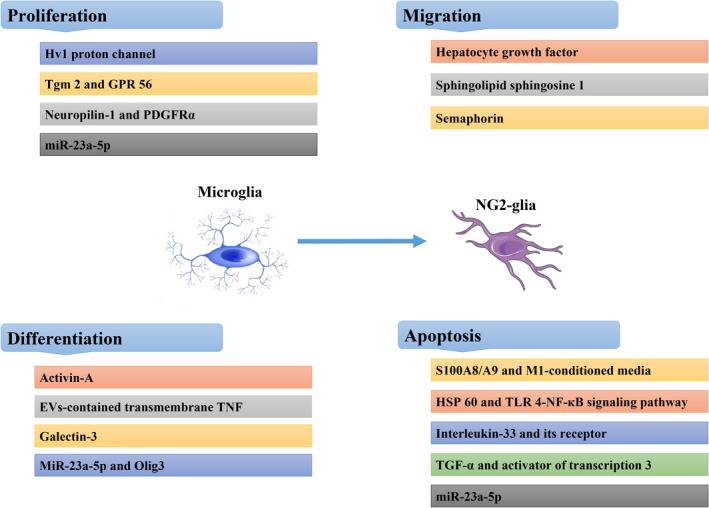 Proliferation
Hv1 proton channel
Tgm 2 and GPR 56
Neuropilin-1 and PDGFRα
miR-23a-5p
Migration
Hepatocyte growth factor
Sphingolipid sphingosine 1
Semaphorin
Microglia
NG2-glia
Differentiation
Activin-A
EVs-contained transmembrane TNF
Galectin-3
MiR-23a-5p and Olig3
Apoptosis
S100A8/A9 and M1-conditioned media
HSP 60 and TLR 4-NF-κB signaling pathway
Interleukin-33 and its receptor
TGF-α and activator of transcription 3
miR-23a-5p